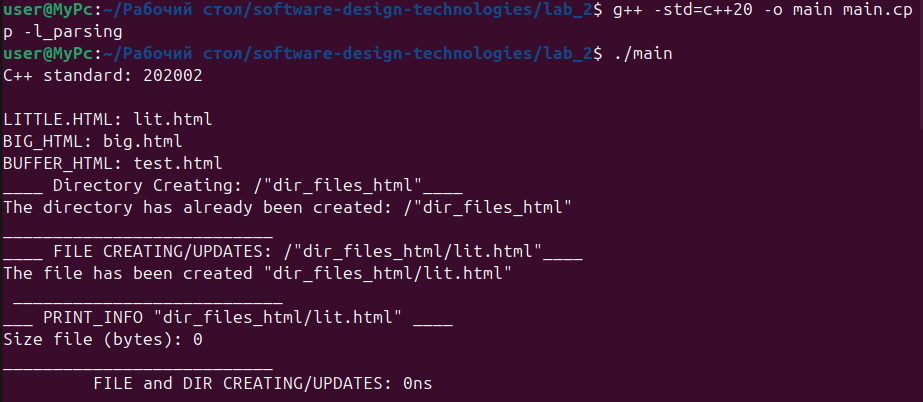 user@MyPc:~/Рабочий стол/software-design-technologies/lab_2$ g++ -std=c++20 -o main main.cp
p -l_parsing
user@MyPc:~/Рабочий стол/software-design-technologies/lab_2$ ./main
C++ standard: 202002
LITTLE.HTML: lit.html
BIG_HTML: big.html
BUFFER_HTML: test.html
____ Directory Creating: /"dir_files_html"____
The directory has already been created: /"dir_files_html"
___________________________
____ FILE CREATING/UPDATES: /"dir_files_html/lit.html"____
The file has been created "dir_files_html/lit.html"
___________________________
___ PRINT_INFO "dir_files_html/lit.html" ____
Size file (bytes): 0
___________________________
FILE and DIR CREATING/UPDATES: 0ns